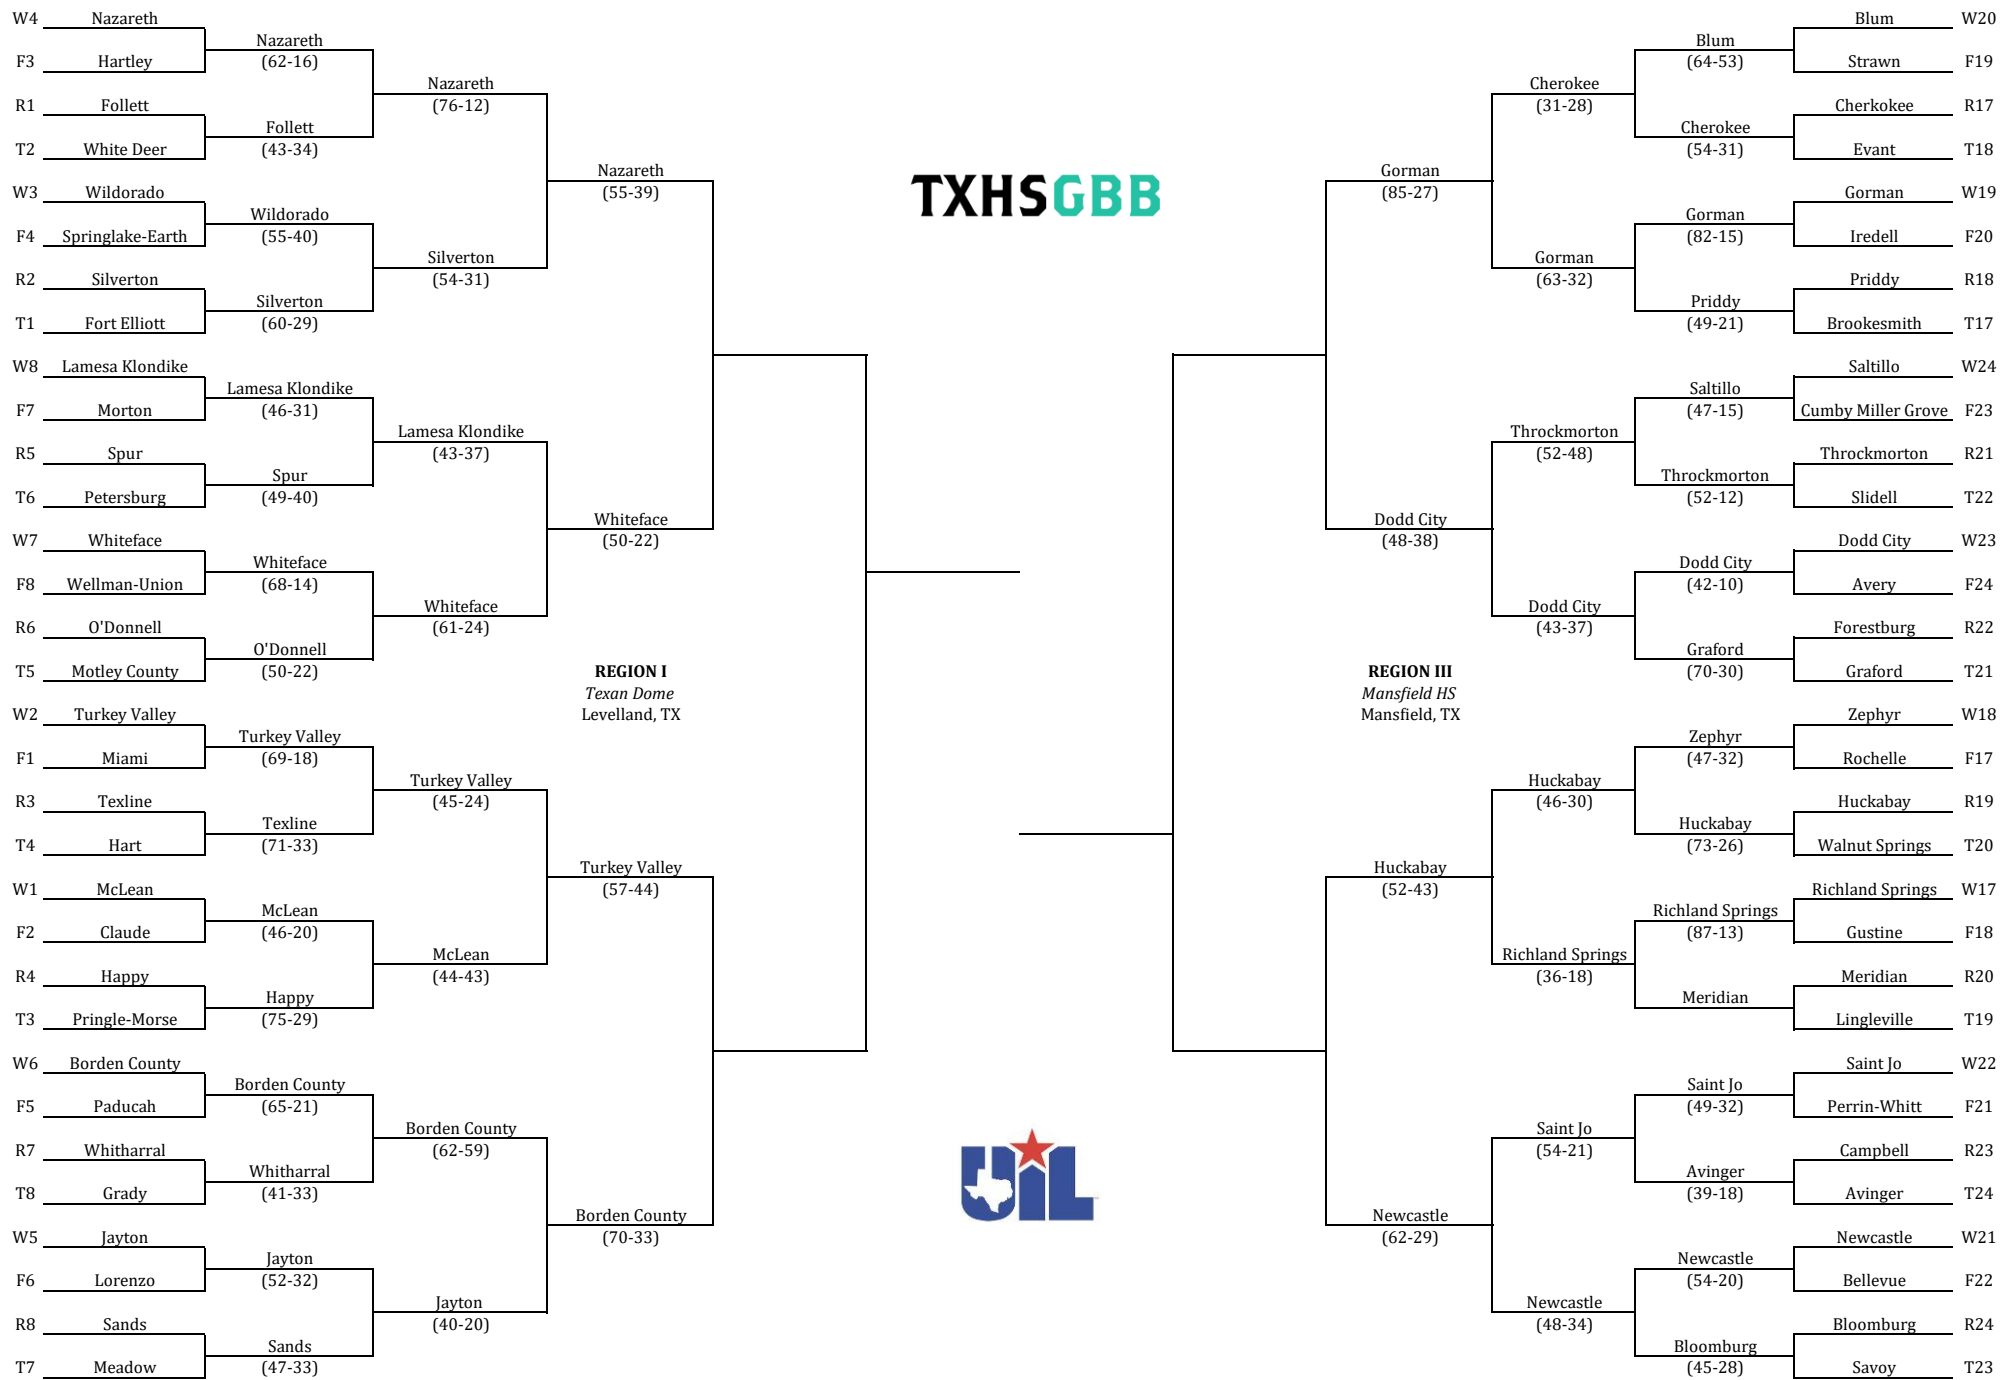 W4 Nazareth
Nazareth
(62-16)
F3 Hartley
Nazareth
(76-12)
R1 Follett
Follett
(43-34)
T2 White Deer
Nazareth
(55-39)
W3 Wildorado
Wildorado
(55-40)
F4 Springlake-Earth
Silverton
(54-31)
R2 Silverton
Silverton
(60-29)
T1 Fort Elliott
W8 Lamesa Klondike
Lamesa Klondike
(46-31)
F7 Morton
Lamesa Klondike
(43-37)
R5 Spur
Spur
(49-40)
T6 Petersburg
Whiteface
(50-22)
W7 Whiteface
Whiteface
(68-14)
F8 Wellman-Union
Whiteface
(61-24)
R6 O'Donnell
O'Donnell
(50-22)
T5 Motley County
REGION I
Texan Dome
Levelland, TX
W2 Turkey Valley
Turkey Valley
(69-18)
F1 Miami
Turkey Valley
(45-24)
R3 Texline
Texline
(71-33)
T4 Hart
Turkey Valley
(57-44)
W1 McLean
McLean
(46-20)
F2 Claude
McLean
(44-43)
R4 Happy
Happy
(75-29)
T3 Pringle-Morse
W6 Borden County
Borden County
(65-21)
F5 Paducah
Borden County
(62-59)
R7 Whitharral
Whitharral
(41-33)
T8 Grady
Borden County
(70-33)
W5 Jayton
Jayton
(52-32)
F6 Lorenzo
Jayton
(40-20)
R8 Sands
Sands
(47-33)
T7 Meadow
TXHSGBB
UIL
Blum W20
Blum
(64-53)
Strawn F19
Cherokee
(31-28)
Cherkokee R17
Cherokee
(54-31)
Evant T18
Gorman
(85-27)
Gorman W19
Gorman
(82-15)
Iredell F20
Gorman
(63-32)
Priddy R18
Priddy
(49-21)
Brookesmith T17
Saltillo W24
Saltillo
(47-15)
Cumby Miller Grove F23
Throckmorton
(52-48)
Throckmorton R21
Throckmorton
(52-12)
Slidell T22
Dodd City
(48-38)
Dodd City W23
Dodd City
(42-10)
Avery F24
Dodd City
(43-37)
Forestburg R22
Graford
(70-30)
Graford T21
REGION III
Mansfield HS
Mansfield, TX
Zephyr W18
Zephyr
(47-32)
Rochelle F17
Huckabay
(46-30)
Huckabay R19
Huckabay
(73-26)
Walnut Springs T20
Huckabay
(52-43)
Richland Springs W17
Richland Springs
(87-13)
Gustine F18
Richland Springs
(36-18)
Meridian R20
Meridian
Lingleville T19
Saint Jo W22
Saint Jo
(49-32)
Perrin-Whitt F21
Saint Jo
(54-21)
Campbell R23
Avinger
(39-18)
Avinger T24
Newcastle
(62-29)
Newcastle W21
Newcastle
(54-20)
Bellevue F22
Newcastle
(48-34)
Bloomburg R24
Bloomburg
(45-28)
Savoy T23